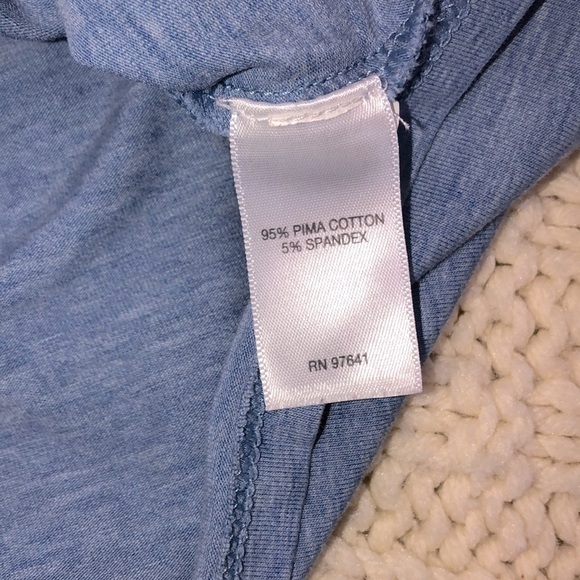 95% PIMA COTTON
5% SPANDEX
RN 97641